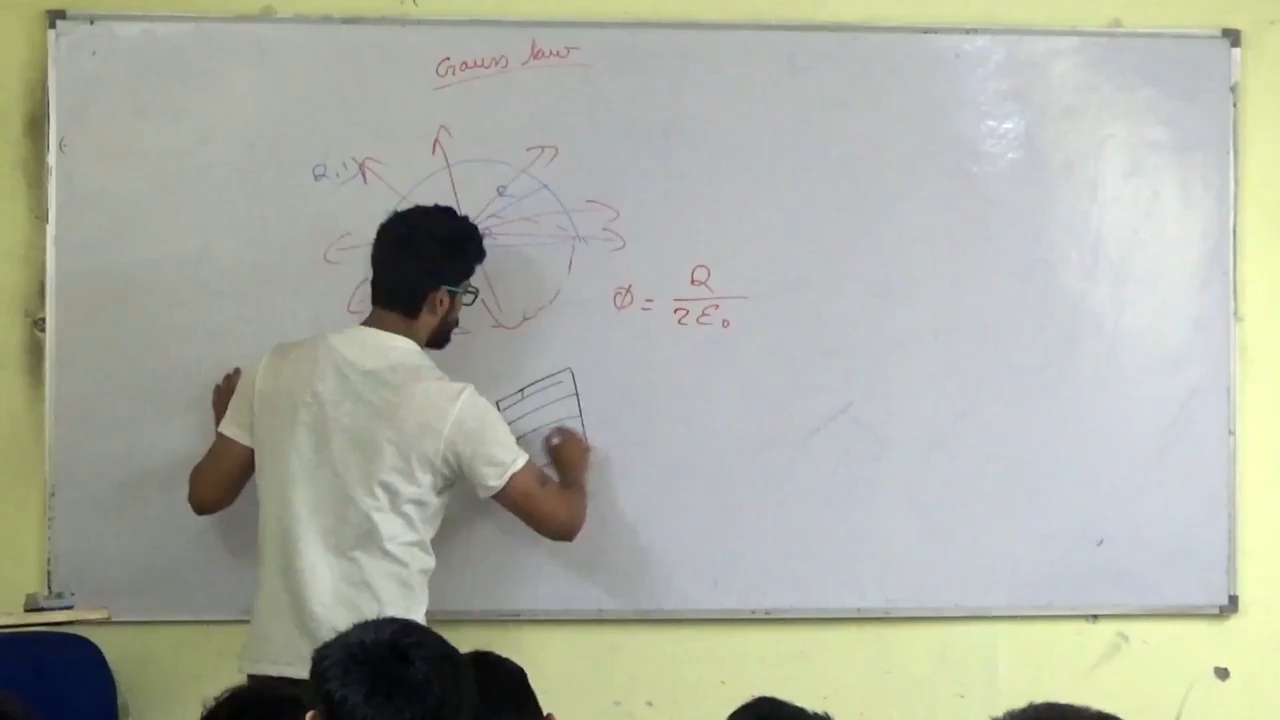 Gauss law
R
ϕ = Q / 2ε₀